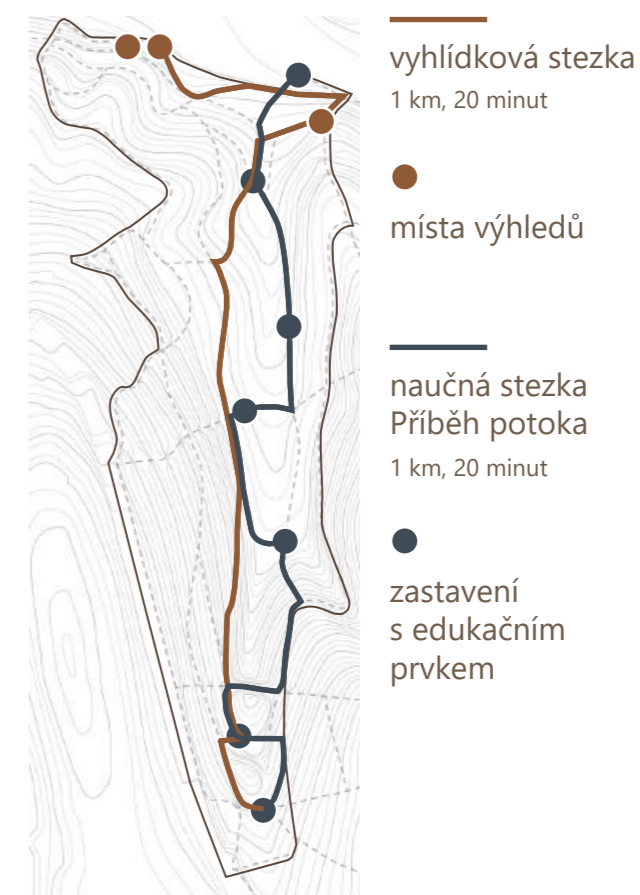 vyhlídková stezka
1 km, 20 minut
místa výhledů
naučná stezka
Příběh potoka
1 km, 20 minut
zastavení
s edukačním
prvkem